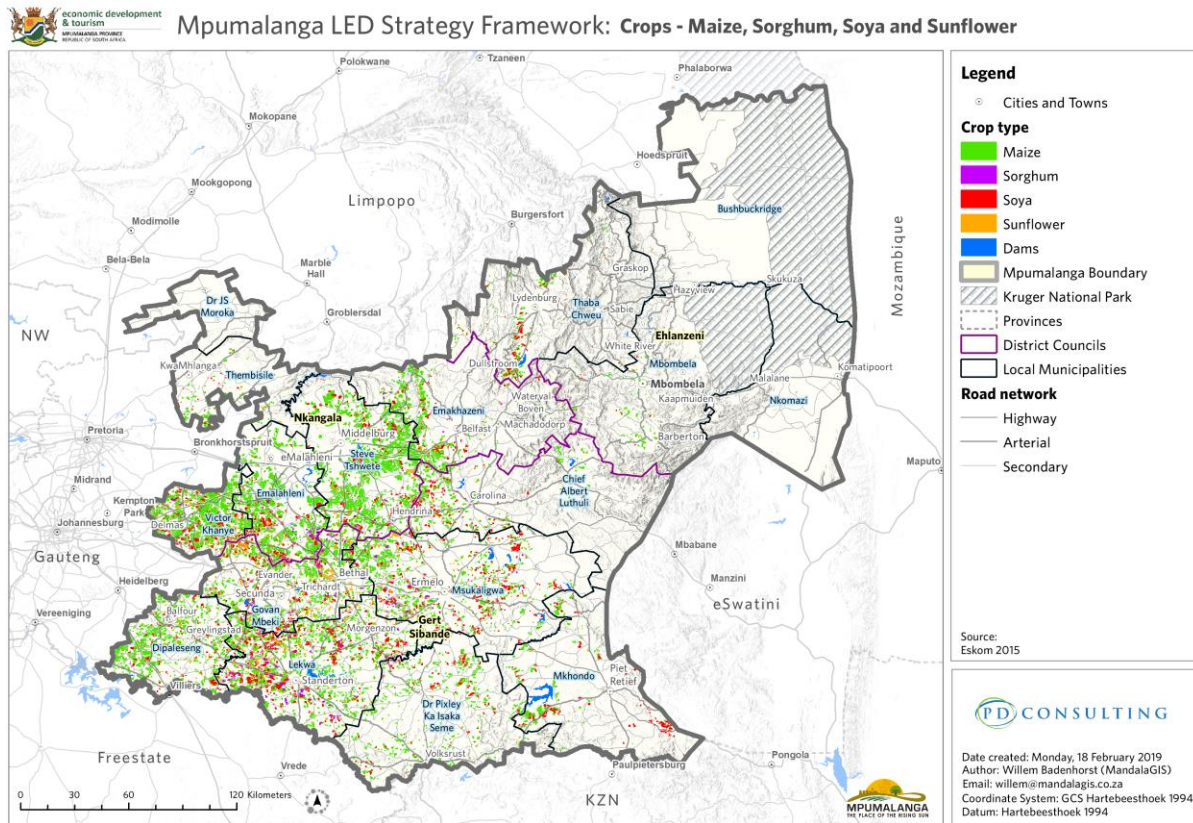 economic development
& tourism
MPUMALANGA PROVINCE
REPUBLIC OF SOUTH AFRICA
Mpumalanga LED Strategy Framework: Crops - Maize, Sorghum, Soya and Sunflower
Polokwane
Tzaneen
Phalaborwa
Mokopane
Hoedspruit
Mookgopong
Limpopo
Bushbuckridge
Modimolle
Burgersfort
Mozambique
Bela-Bela
Marble
Hall
Graskop
Skukuza
Dr JS
Moroka
Groblersdal
Lydenburg
Thaba
Chweu
Sabie
Hazyview
NW
KwaMhlanga
Thembisile
Dullstroom
White River
Ehlanzeni
Mbombela
Mbombela
Malalane
Komatipoort
Nkangala
Emakhazeni
Waterval
Boven
Kaapmuiden
Nkomazi
Pretoria
Bronkhorstspruit
Middelburg
Belfast
Machadodorp
Barberton
eMalahleni
Steve
Tshwete
Maputo
Midrand
Emalahleni
Carolina
Chief
Albert
Luthuli
Kempton
Park
Delmas
Victor
Khanye
Hendrina
Johannesburg
Gauteng
Mbabane
Heidelberg
Evander
Bethal
Trichardt
Secunda
Ermelo
Msukaligwa
Manzini
eSwatini
Vereeniging
Balfour
Greylingstad
Govan
Mbeki
Morgenzon
Gert
Sibande
Dipaleseng
Lekwa
Standerton
Mkhondo
Piet
Retief
Villiers
Dr Pixley
Ka Isaka
Seme
Volksrust
Freestate
Vrede
Paulpietersburg
Pongola
KZN
0 30 60 120 Kilometers
MPUMALANGA
THE PLACE OF THE RISING SUN
Legend
Cities and Towns
Crop type
Maize
Sorghum
Soya
Sunflower
Dams
Mpumalanga Boundary
Kruger National Park
Provinces
District Councils
Local Municipalities
Road network
Highway
Arterial
Secondary
Source:
Eskom 2015
PD CONSULTING
Date created: Monday, 18 February 2019
Author: Willem Badenhorst (MandalaGIS)
Email: willem@mandalagis.co.za
Coordinate System: GCS Hartebeesthoek 1994
Datum: Hartebeesthoek 1994